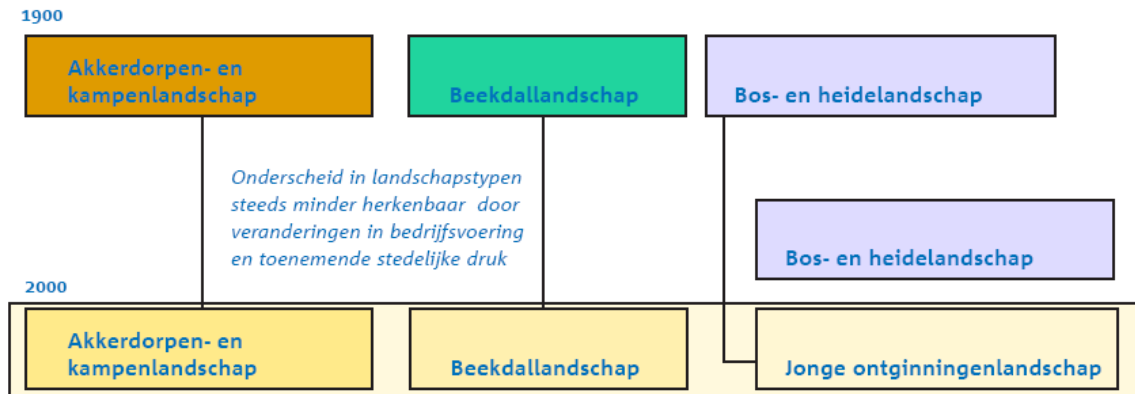 1900
Akkerdorpen- en
kampenlandschap
Beekdallandschap
Bos- en heidelandschap
Onderscheid in landschapstypen
steeds minder herkenbaar door
veranderingen in bedrijfsvoering
en toenemende stedelijke druk
Bos- en heidelandschap
2000
Akkerdorpen- en
kampenlandschap
Beekdallandschap
Jonge ontginningenlandschap